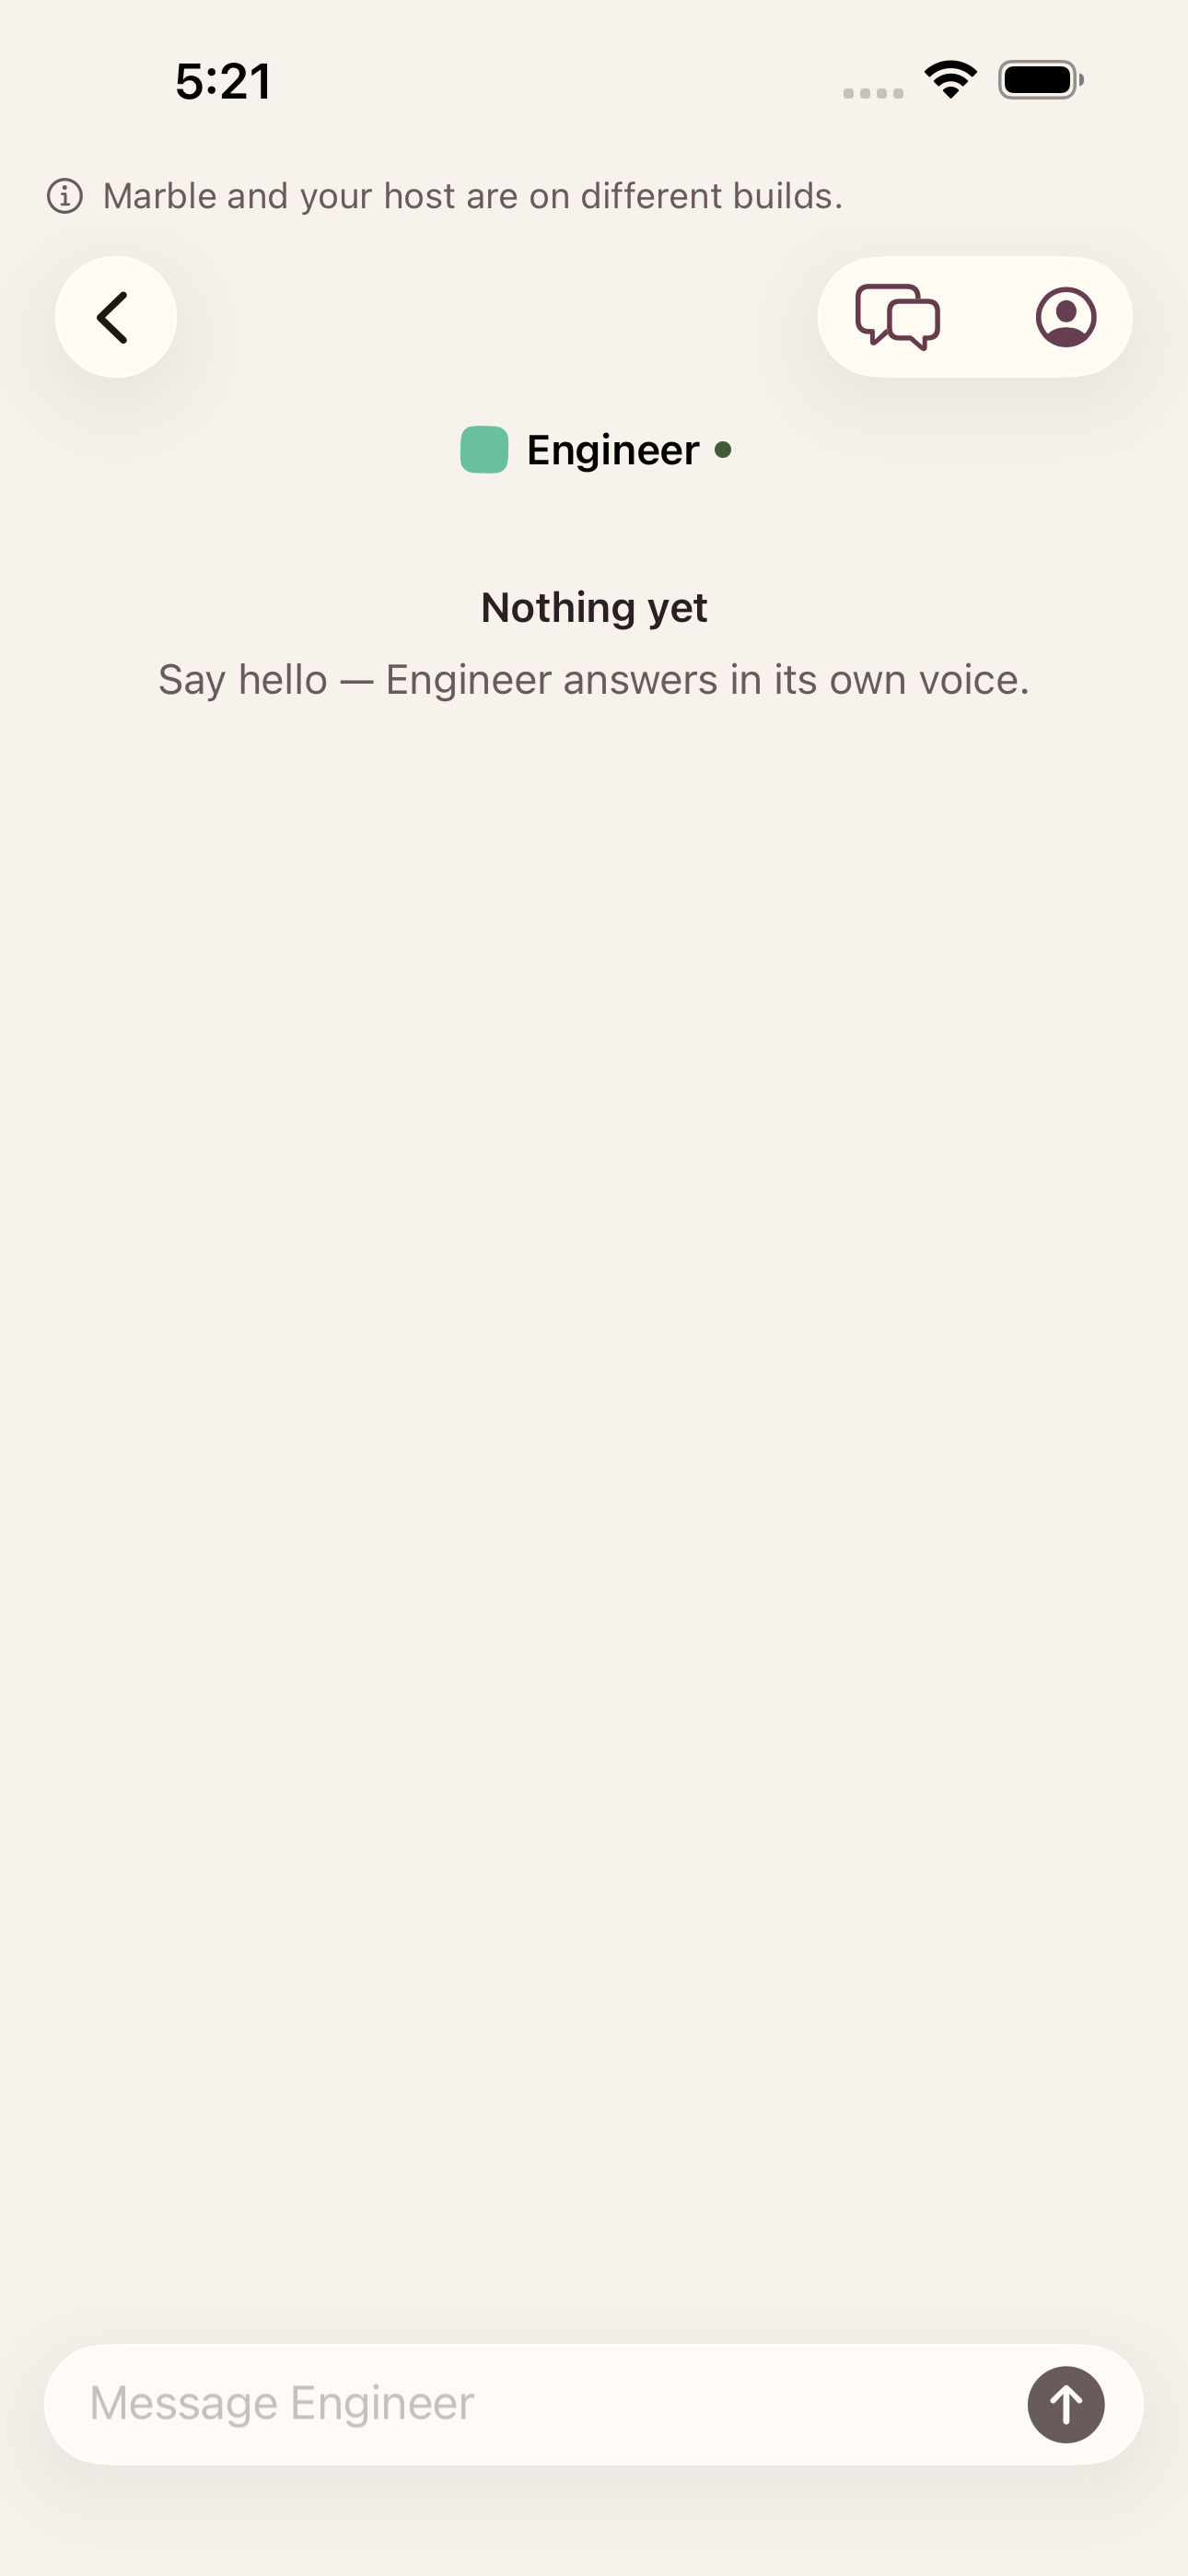 5:21
Marble and your host are on different builds.
Engineer
Nothing yet
Say hello — Engineer answers in its own voice.
Message Engineer